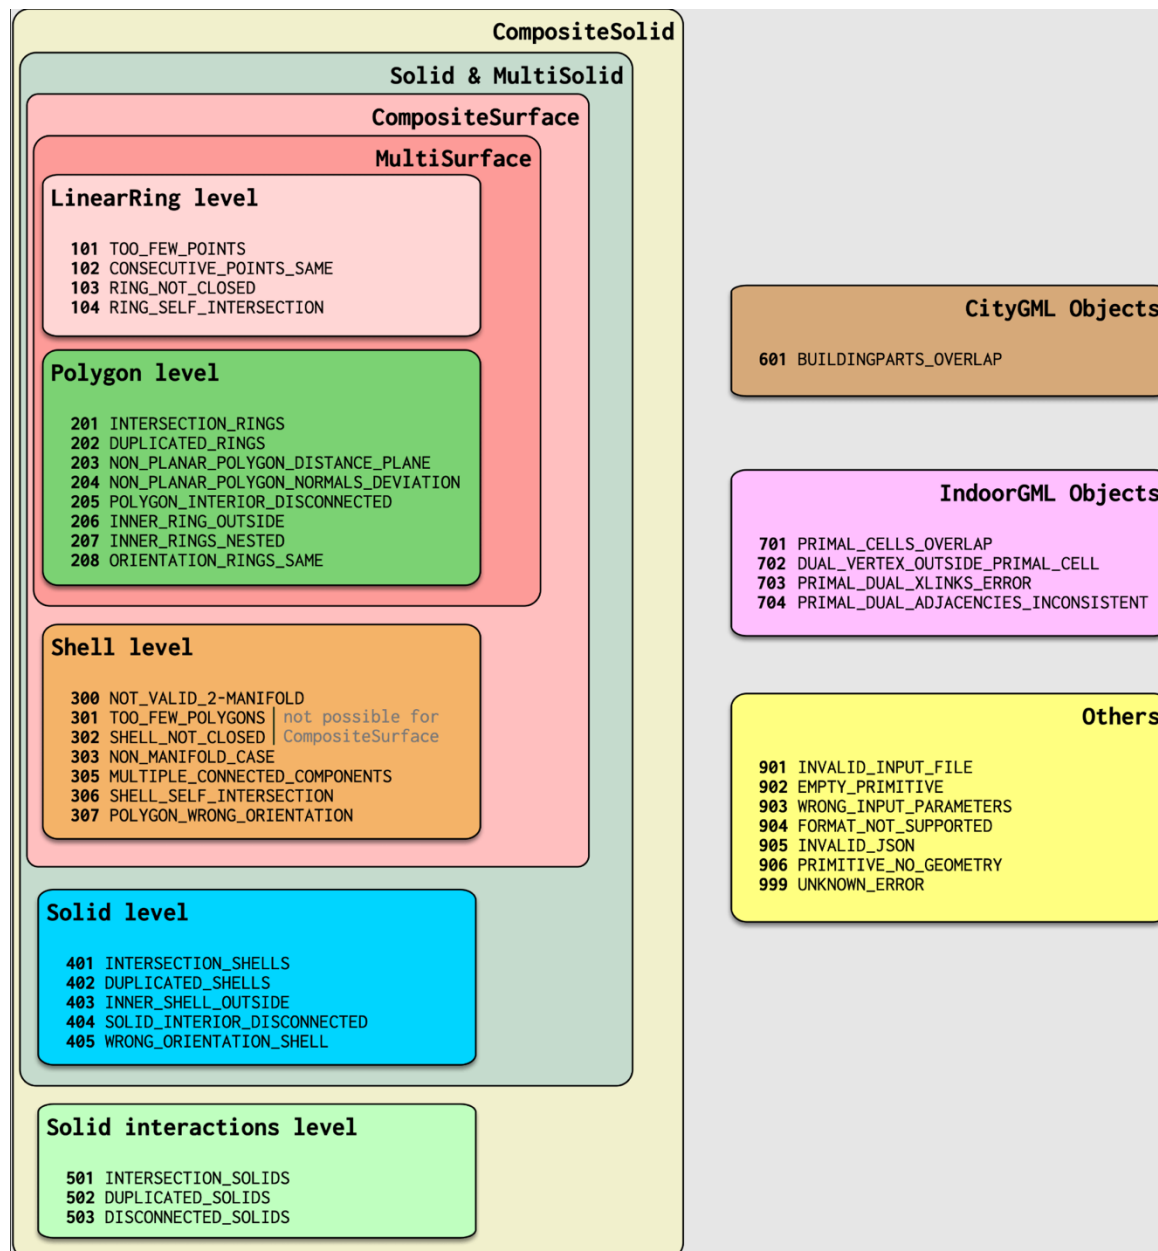 CompositeSolid
Solid & MultiSolid
CompositeSurface
MultiSurface
LinearRing level
101 TOO_FEW_POINTS
102 CONSECUTIVE_POINTS_SAME
103 RING_NOT_CLOSED
104 RING_SELF_INTERSECTION
Polygon level
201 INTERSECTION_RINGS
202 DUPLICATED_RINGS
203 NON_PLANAR_POLYGON_DISTANCE_PLANE
204 NON_PLANAR_POLYGON_NORMALS_DEVIATION
205 POLYGON_INTERIOR_DISCONNECTED
206 INNER_RING_OUTSIDE
207 INNER_RINGS_NESTED
208 ORIENTATION_RINGS_SAME
Shell level
300 NOT_VALID_2-MANIFOLD
301 TOO_FEW_POLYGONS not possible for
302 SHELL_NOT_CLOSED CompositeSurface
303 NON_MANIFOLD_CASE
305 MULTIPLE_CONNECTED_COMPONENTS
306 SHELL_SELF_INTERSECTION
307 POLYGON_WRONG_ORIENTATION
Solid level
401 INTERSECTION_SHELLS
402 DUPLICATED_SHELLS
403 INNER_SHELL_OUTSIDE
404 SOLID_INTERIOR_DISCONNECTED
405 WRONG_ORIENTATION_SHELL
Solid interactions level
501 INTERSECTION_SOLIDS
502 DUPLICATED_SOLIDS
503 DISCONNECTED_SOLIDS
CityGML Objects
601 BUILDINGPARTS_OVERLAP
IndoorGML Objects
701 PRIMAL_CELLS_OVERLAP
702 DUAL_VERTEX_OUTSIDE_PRIMAL_CELL
703 PRIMAL_DUAL_XLINKS_ERROR
704 PRIMAL_DUAL_ADJACENCIES_INCONSISTENT
Others
901 INVALID_INPUT_FILE
902 EMPTY_PRIMITIVE
903 WRONG_INPUT_PARAMETERS
904 FORMAT_NOT_SUPPORTED
905 INVALID_JSON
906 PRIMITIVE_NO_GEOMETRY
999 UNKNOWN_ERROR